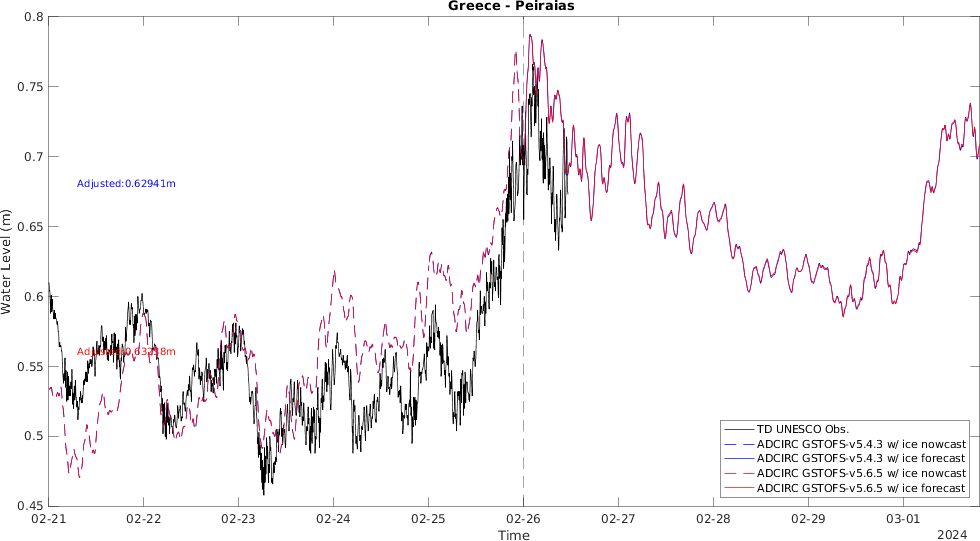 Greece - Peiraias
0.8
0.75
0.7
Adjusted:0.62941m
0.65
Water Level (m)
0.6
0.55
0.5
TD UNESCO Obs.
ADCIRC GSTOFS-v5.4.3 w/ ice nowcast
ADCIRC GSTOFS-v5.4.3 w/ ice forecast
ADCIRC GSTOFS-v5.6.5 w/ ice nowcast
ADCIRC GSTOFS-v5.6.5 w/ ice forecast
0.45
02-21 02-22 02-23 02-24 02-25 02-26 02-27 02-28 02-29 03-01
Time
2024